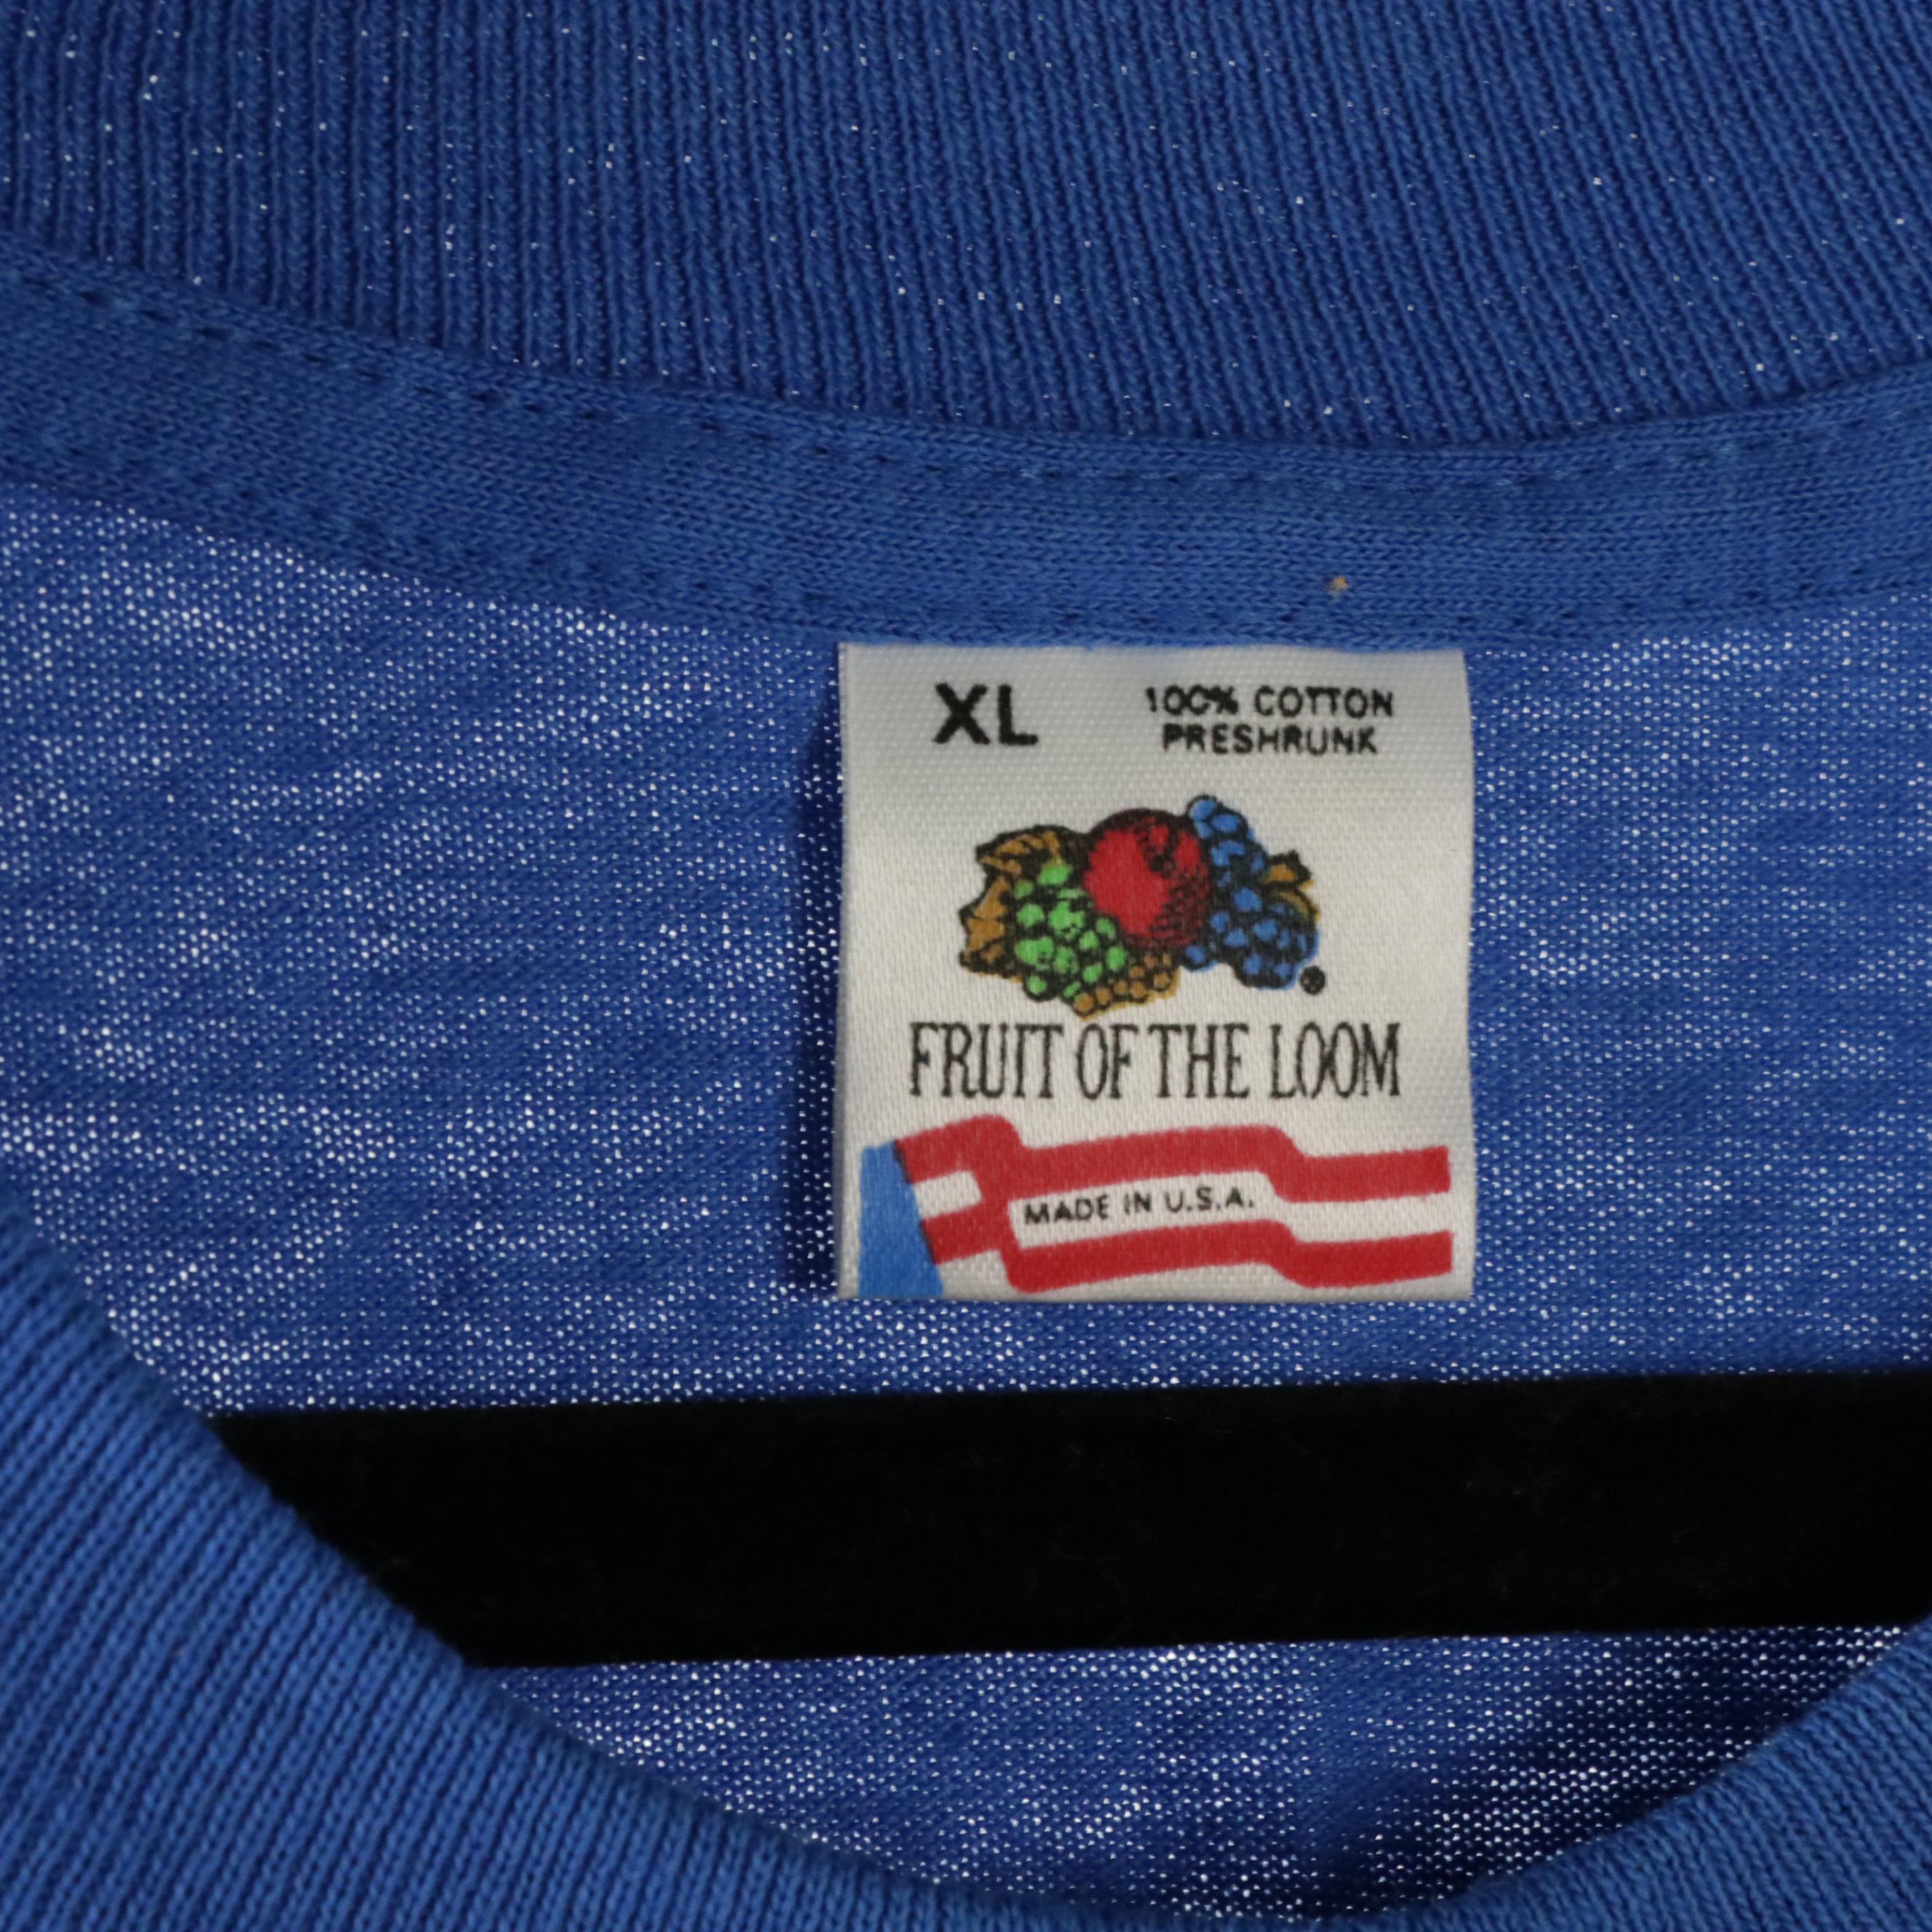 XL
100% COTTON
PRESHRUNK
FRUIT OF THE LOOM
MADE IN U.S.A.